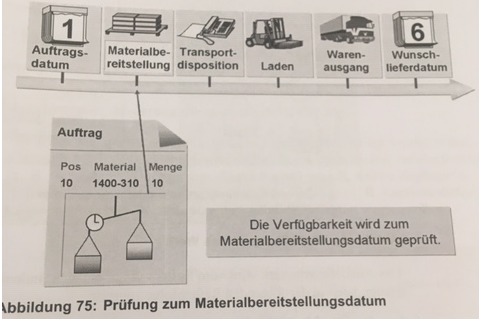 1
6
Auftrags-
datum
Materialbe-
reitstellung
Transport-
disposition
Laden
Waren-
ausgang
Wunsch-
lieferdatum
Auftrag
Pos Material Menge
10 1400-310 10
Die Verfügbarkeit wird zum
Materialbereitstellungsdatum geprüft.
Abbildung 75: Prüfung zum Materialbereitstellungsdatum